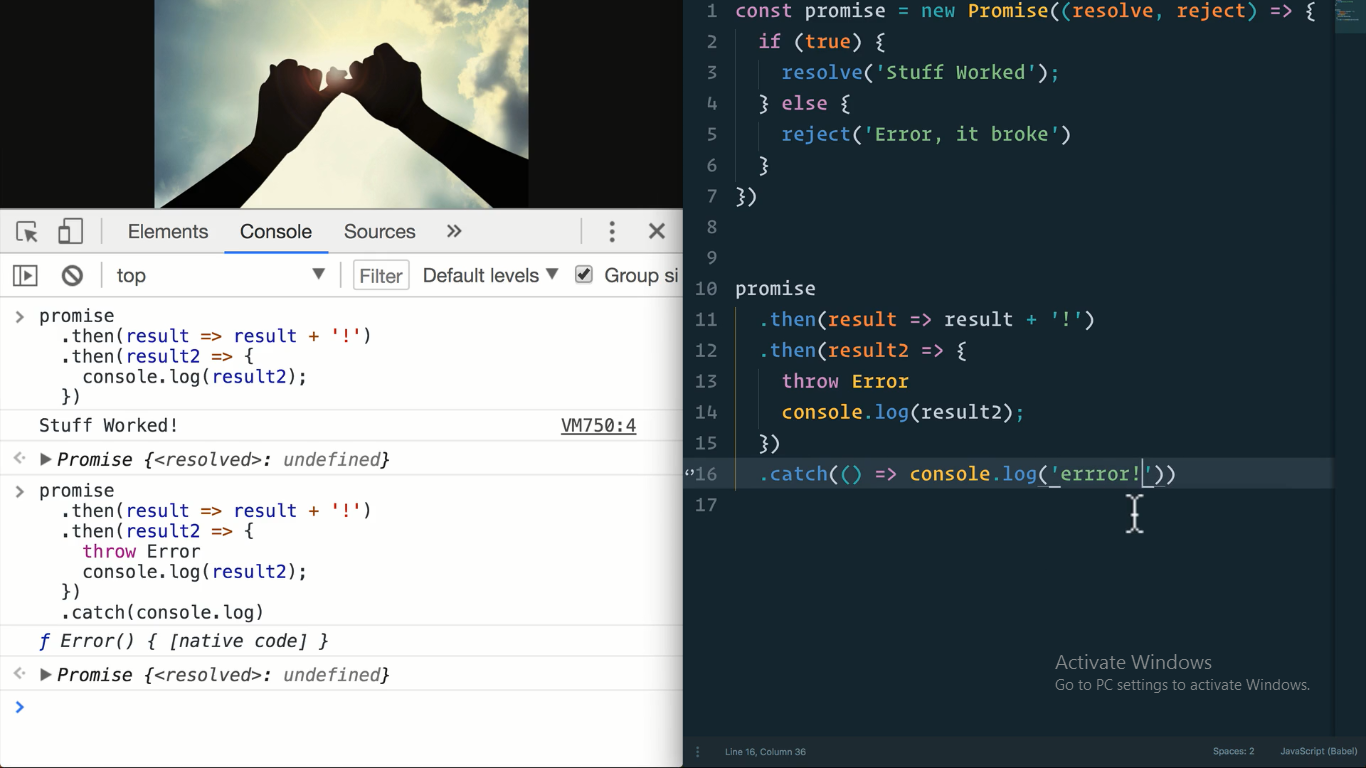 Elements Console Sources »
top Filter Default levels Group si
> promise
.then(result => result + '!')
.then(result2 => {
console.log(result2);
})
Stuff Worked! VM750:4
Promise {<resolved>: undefined}
> promise
.then(result => result + '!')
.then(result2 => {
throw Error
console.log(result2);
})
.catch(console.log)
ƒ Error() { [native code] }
Promise {<resolved>: undefined}
>
1 const promise = new Promise((resolve, reject) => {
2 if (true) {
3 resolve('Stuff Worked');
4 } else {
5 reject('Error, it broke')
6 }
7 })
8
9
10 promise
11 .then(result => result + '!')
12 .then(result2 => {
13 throw Error
14 console.log(result2);
15 })
16 .catch(() => console.log('errror!'))
17
Activate Windows
Go to PC settings to activate Windows.
Line 16, Column 36 Spaces: 2 JavaScript (Babel)